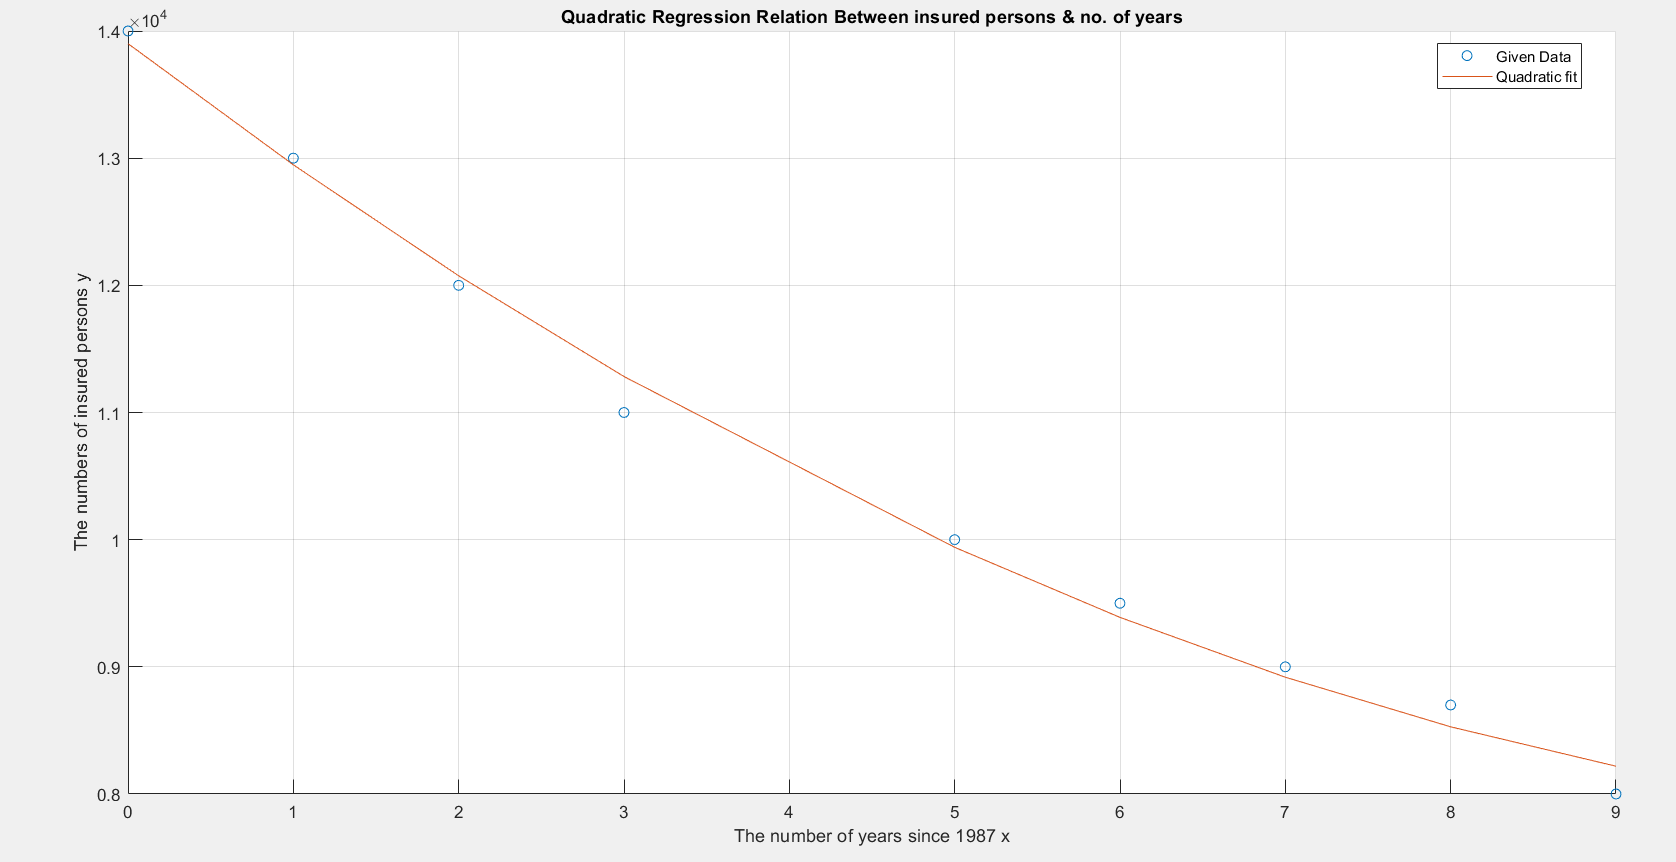 Quadratic Regression Relation Between insured persons & no. of years
×10⁴
Given Data
Quadratic fit
The numbers of insured persons y
1.4
1.3
1.2
1.1
1
0.9
0.8
0 1 2 3 4 5 6 7 8 9
The number of years since 1987 x